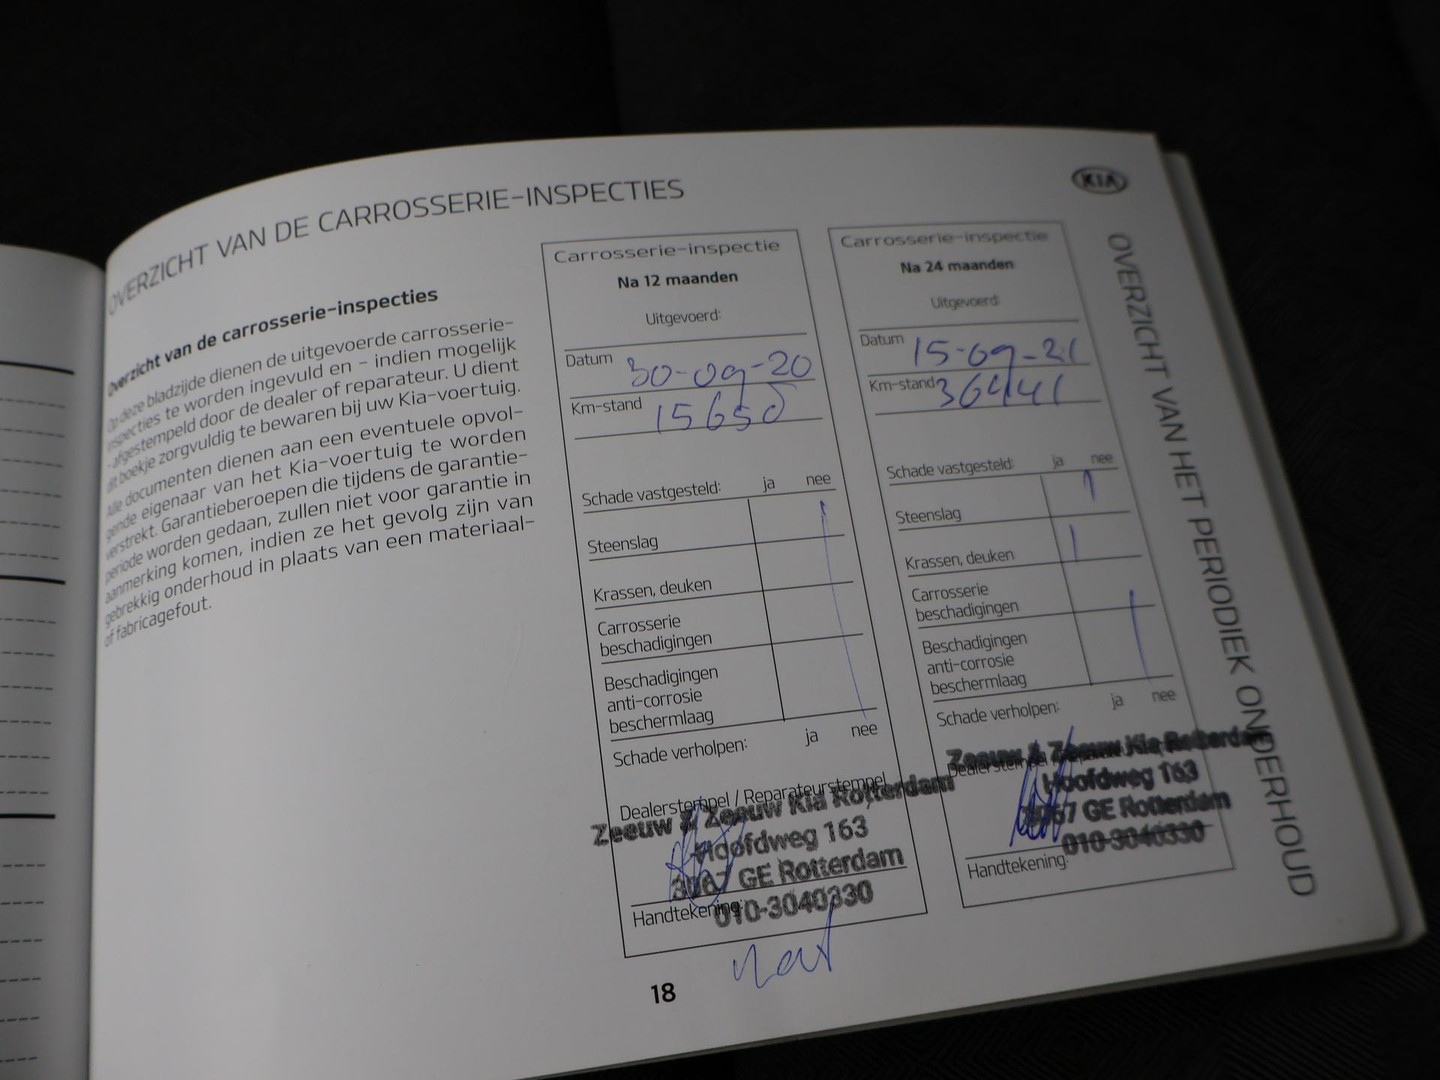 OVERZICHT VAN DE CARROSSERIE-INSPECTIES
Overzicht van de carrosserie-inspecties
Op deze bladzijde dienen de uitgevoerde carrosserie-
inspecties te worden ingevuld en – indien mogelijk
-afgestempeld door de dealer of reparateur. U dient
dit boekje zorgvuldig te bewaren bij uw Kia-voertuig.
Alle documenten dienen aan een eventuele opvol-
gende eigenaar van het Kia-voertuig te worden
verstrekt. Garantieberoepen die tijdens de garantie-
periode worden gedaan, zullen niet voor garantie in
aanmerking komen, indien ze het gevolg zijn van
gebrekkig onderhoud in plaats van een materiaal-
of fabricagefout.
Carrosserie-inspectie
Na 12 maanden
Uitgevoerd:
Datum 30-09-20
Km-stand 15650
Schade vastgesteld: ja nee
Steenslag
Krassen, deuken
Carrosserie
beschadigingen
Beschadigingen
anti-corrosie
beschermlaag
Schade verholpen: ja nee
Dealerstempel / Reparateurstempel
Zeeuw & Zeeuw Kia Rotterdam
Hoofdweg 163
3067 GE Rotterdam
010-3040330
Handtekening:
18
Carrosserie-inspectie
Na 24 maanden
Uitgevoerd:
Datum 15-09-21
Km-stand 36441
Schade vastgesteld: ja nee
Steenslag
Krassen, deuken
Carrosserie
beschadigingen
Beschadigingen
anti-corrosie
beschermlaag
Schade verholpen: ja nee
Zeeuw & Zeeuw Kia Rotterdam
Hoofdweg 163
3067 GE Rotterdam
010-3040330
Handtekening:
KIA
OVERZICHT VAN HET PERIODIEK ONDERHOUD